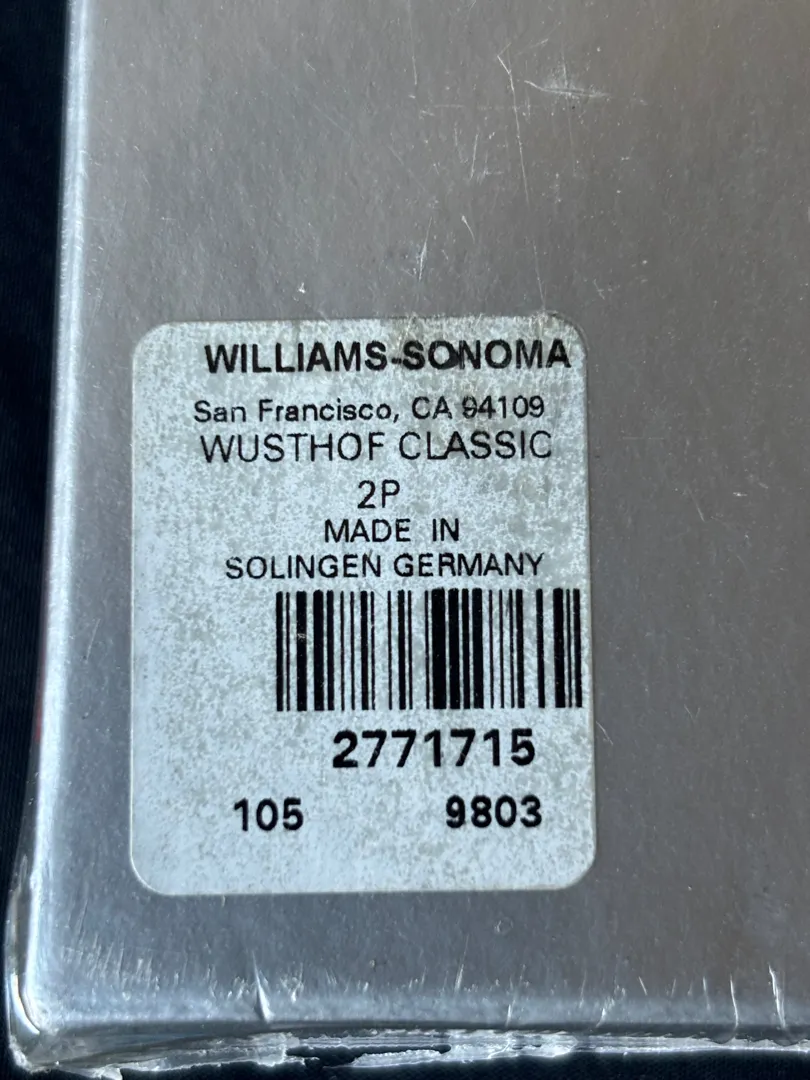 WILLIAMS-SONOMA
San Francisco, CA 94109
WUSTHOF CLASSIC
2P
MADE IN
SOLINGEN GERMANY
2771715
105 9803